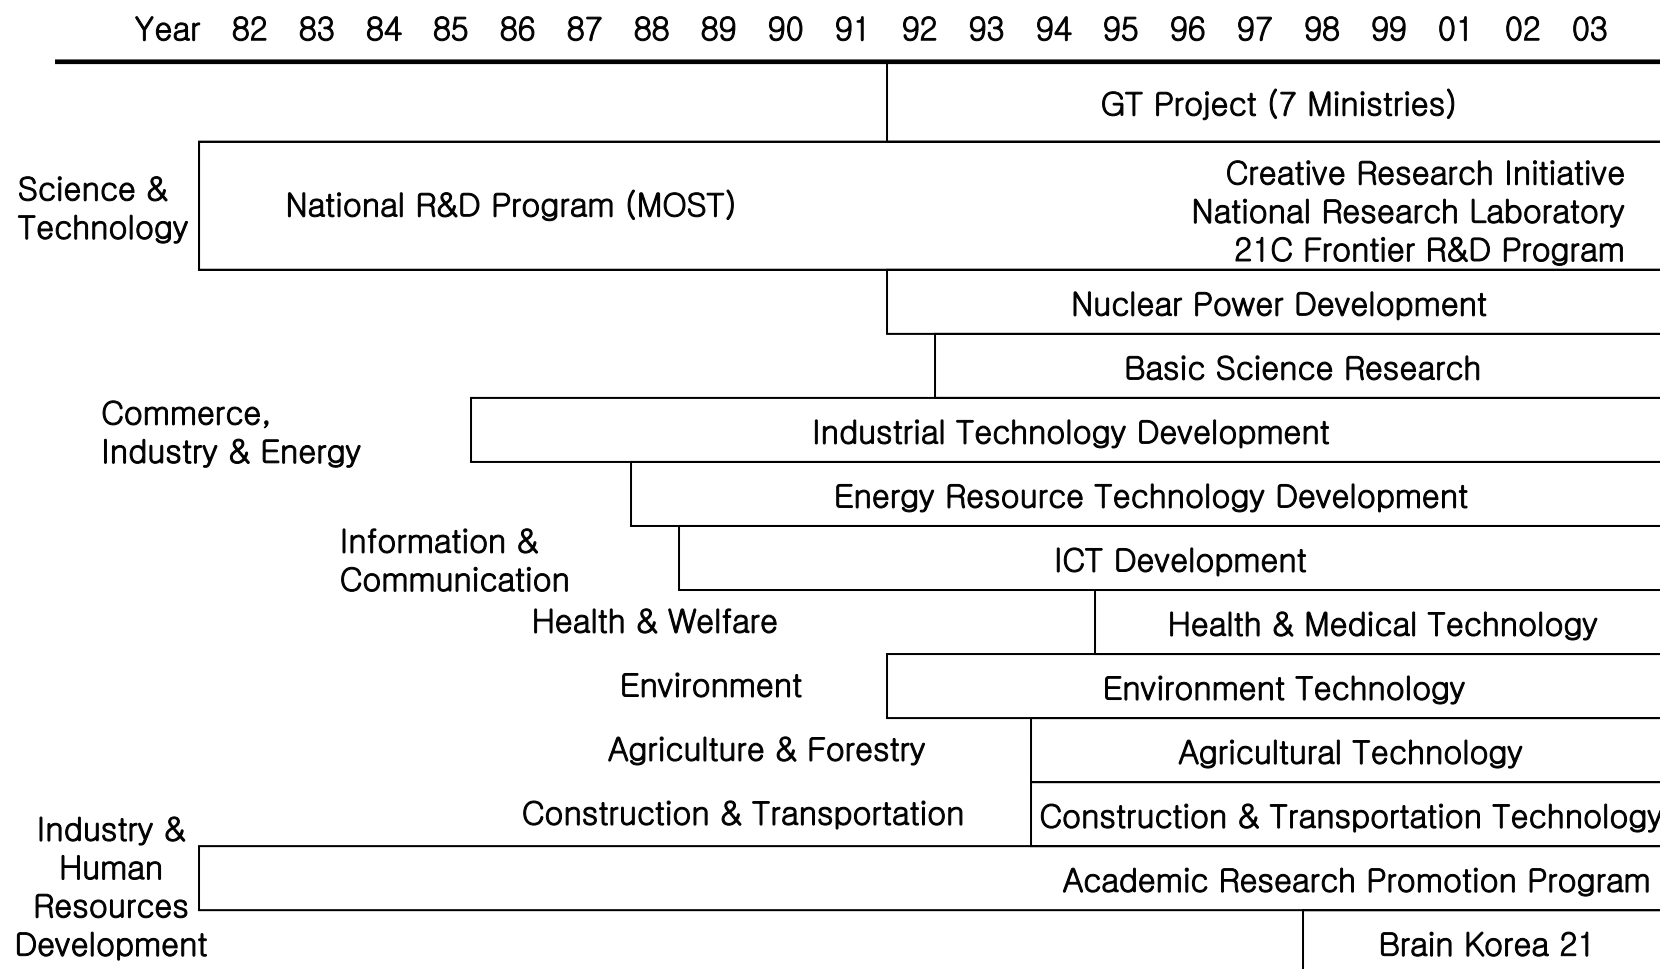 Year 82 83 84 85 86 87 88 89 90 91 92 93 94 95 96 97 98 99 01 02 03
GT Project (7 Ministries)
Science &
Technology
National R&D Program (MOST)
Creative Research Initiative
National Research Laboratory
21C Frontier R&D Program
Nuclear Power Development
Basic Science Research
Commerce,
Industry & Energy
Industrial Technology Development
Energy Resource Technology Development
Information &
Communication
ICT Development
Health & Welfare
Health & Medical Technology
Environment
Environment Technology
Agriculture & Forestry
Agricultural Technology
Construction & Transportation
Construction & Transportation Technology
Industry &
Human
Resources
Development
Academic Research Promotion Program
Brain Korea 21